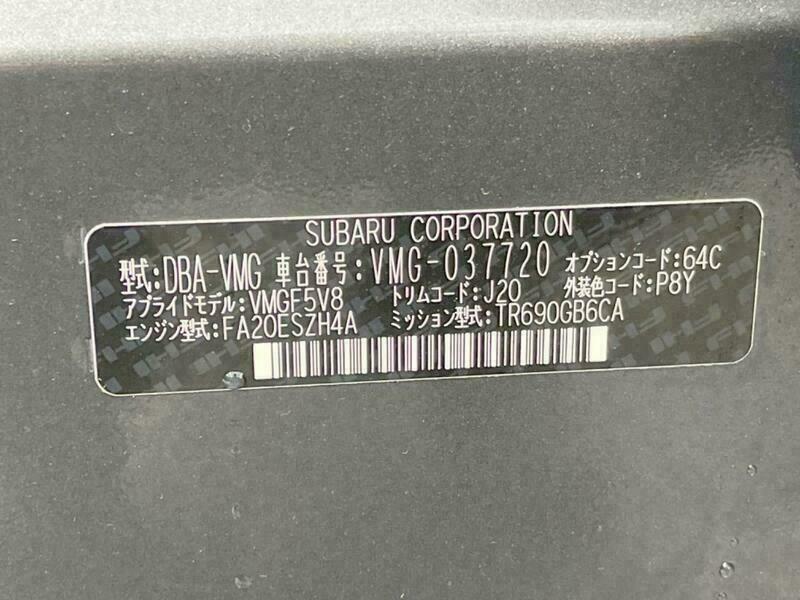 SUBARU CORPORATION
型式:DBA-VMG 車台番号:VMG-037720 オプションコード:64C
アプライドモデル:VMGF5V8 トリムコード:J20 外装色コード:P8Y
エンジン型式:FA20ESZH4A ミッション型式:TR690GB6CA